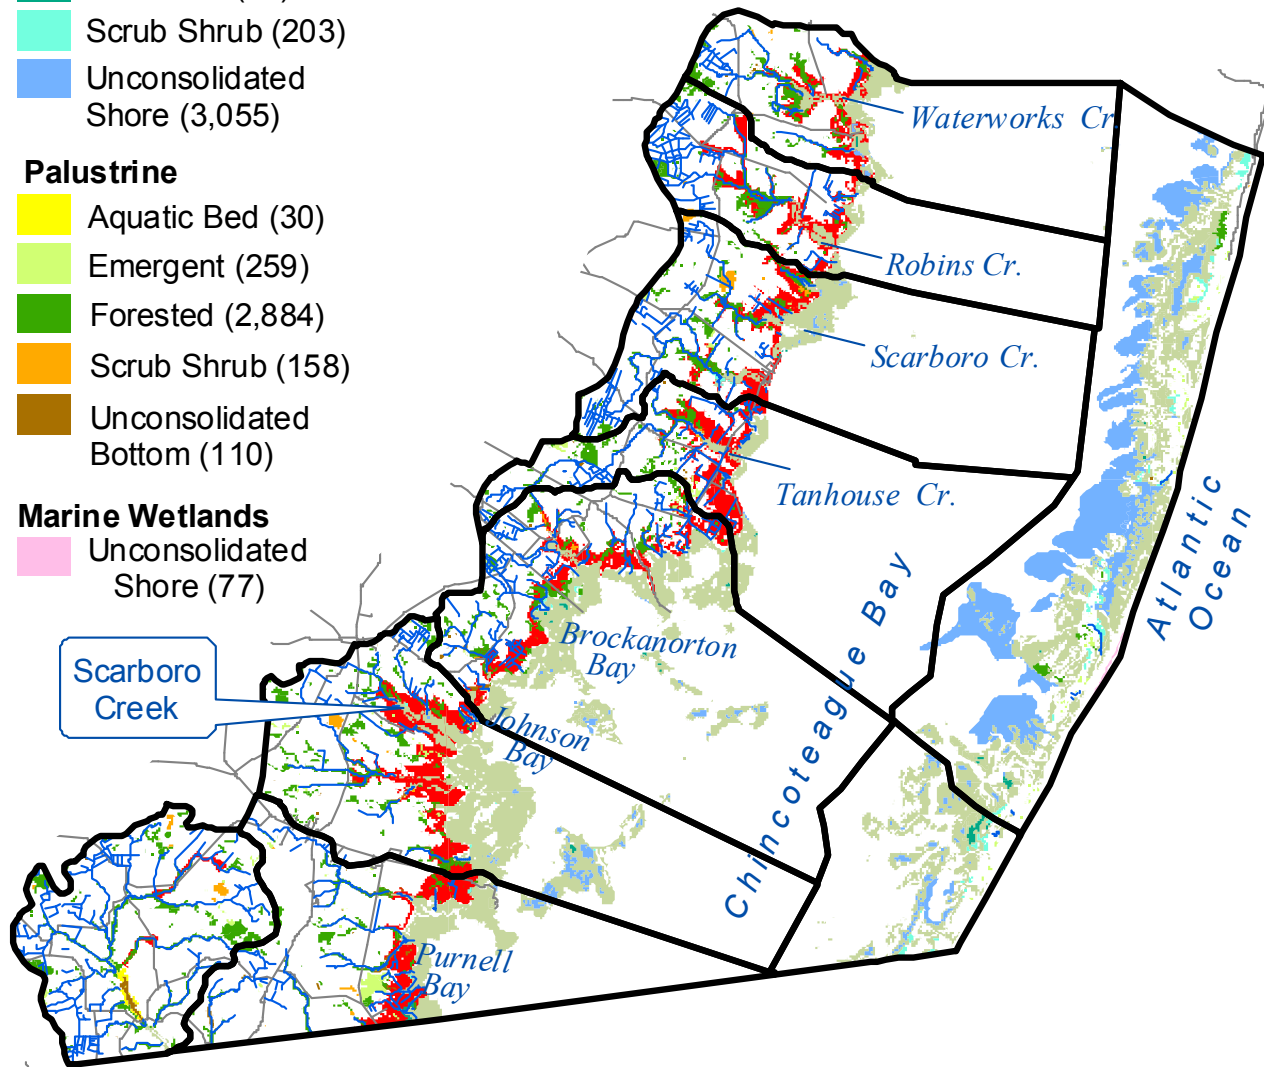 Scrub Shrub (203)
Unconsolidated
Shore (3,055)
Palustrine
Aquatic Bed (30)
Emergent (259)
Forested (2,884)
Scrub Shrub (158)
Unconsolidated
Bottom (110)
Marine Wetlands
Unconsolidated
Shore (77)
Waterworks Cr.
Robins Cr.
Scarboro Cr.
Tanhouse Cr.
Atlantic
Ocean
Chincoteague Bay
Brockanorton
Bay
Scarboro
Creek
Johnson
Bay
Purnell
Bay